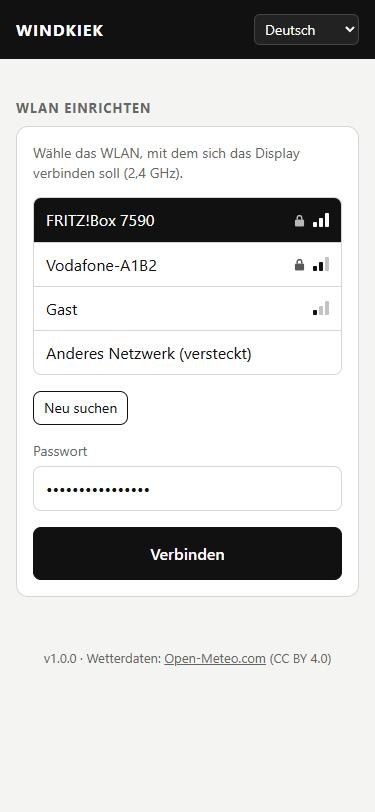 WINDKIEK
Deutsch
WLAN EINRICHTEN
Wähle das WLAN, mit dem sich das Display
verbinden soll (2,4 GHz).
FRITZ!Box 7590
Vodafone-A1B2
Gast
Anderes Netzwerk (versteckt)
Neu suchen
Passwort
••••••••••••••••
Verbinden
v1.0.0 · Wetterdaten: Open-Meteo.com (CC BY 4.0)